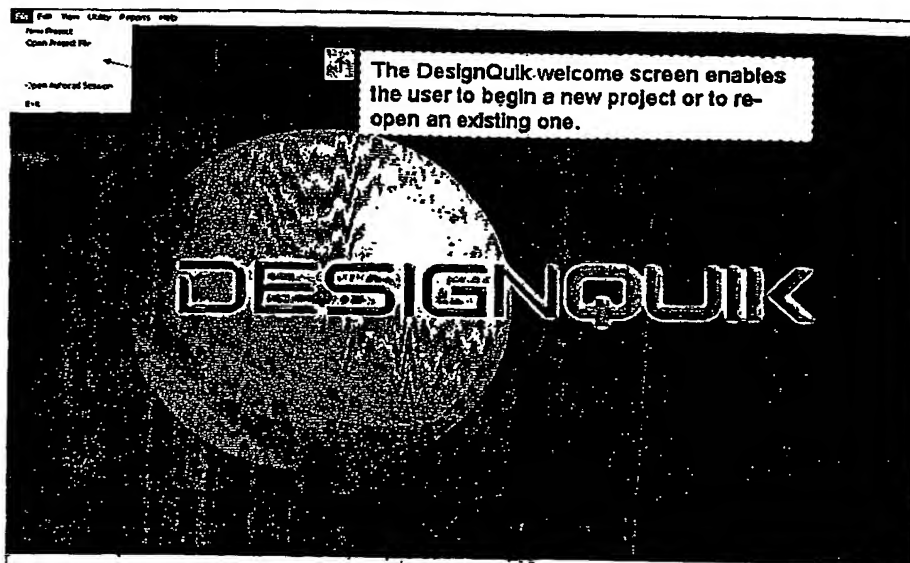 File Edit View Utility Reports Help
New Project
Open Project File
Open Autocad Session
Exit
The DesignQuik welcome screen enables
the user to begin a new project or to re-
open an existing one.
DESIGNQUIK